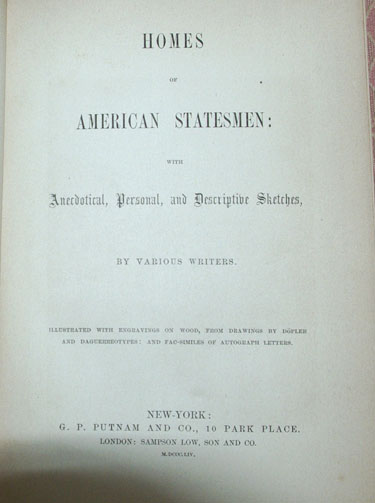 HOMES
OF
AMERICAN STATESMEN:
WITH
Anecdotical, Personal, and Descriptive Sketches,
BY VARIOUS WRITERS.
ILLUSTRATED WITH ENGRAVINGS ON WOOD, FROM DRAWINGS BY DÖPLER
AND DAGUERREOTYPES: AND FAC-SIMILES OF AUTOGRAPH LETTERS.
NEW-YORK:
G. P. PUTNAM AND CO., 10 PARK PLACE.
LONDON: SAMPSON LOW, SON AND CO.
M.DCCC.LIV.